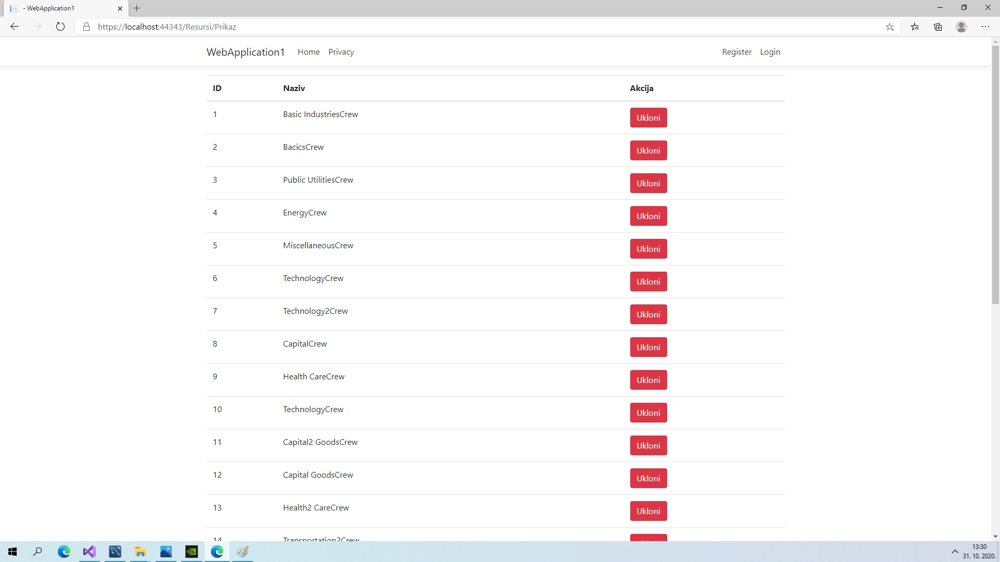 - WebApplication1
https://localhost:44343/Resursi/Prikaz
WebApplication1 Home Privacy Register Login
ID Naziv Akcija
1 Basic IndustriesCrew Ukloni
2 BacicsCrew Ukloni
3 Public UtilitiesCrew Ukloni
4 EnergyCrew Ukloni
5 MiscellaneousCrew Ukloni
6 TechnologyCrew Ukloni
7 Technology2Crew Ukloni
8 CapitalCrew Ukloni
9 Health CareCrew Ukloni
10 TechnologyCrew Ukloni
11 Capital2 GoodsCrew Ukloni
12 Capital GoodsCrew Ukloni
13 Health2 CareCrew Ukloni
14 Transportation2Crew
13:30
31. 10. 2020.